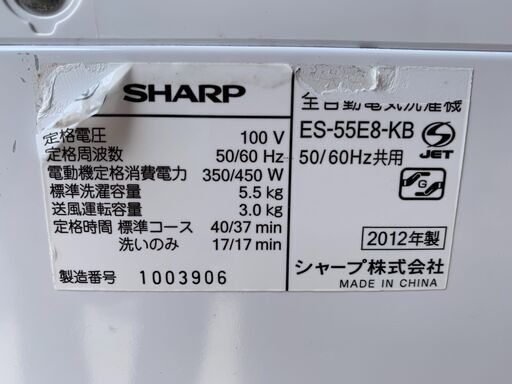 SHARP
定格電圧 100 V
定格周波数 50/60 Hz
電動機定格消費電力 350/450 W
標準洗濯容量 5.5 kg
送風運転容量 3.0 kg
定格時間 標準コース 40/37 min
洗いのみ 17/17 min
製造番号 1003906
全自動電気洗濯機
ES-55E8-KB
50/60Hz共用
S JET
G
2012年製
シャープ株式会社
MADE IN CHINA